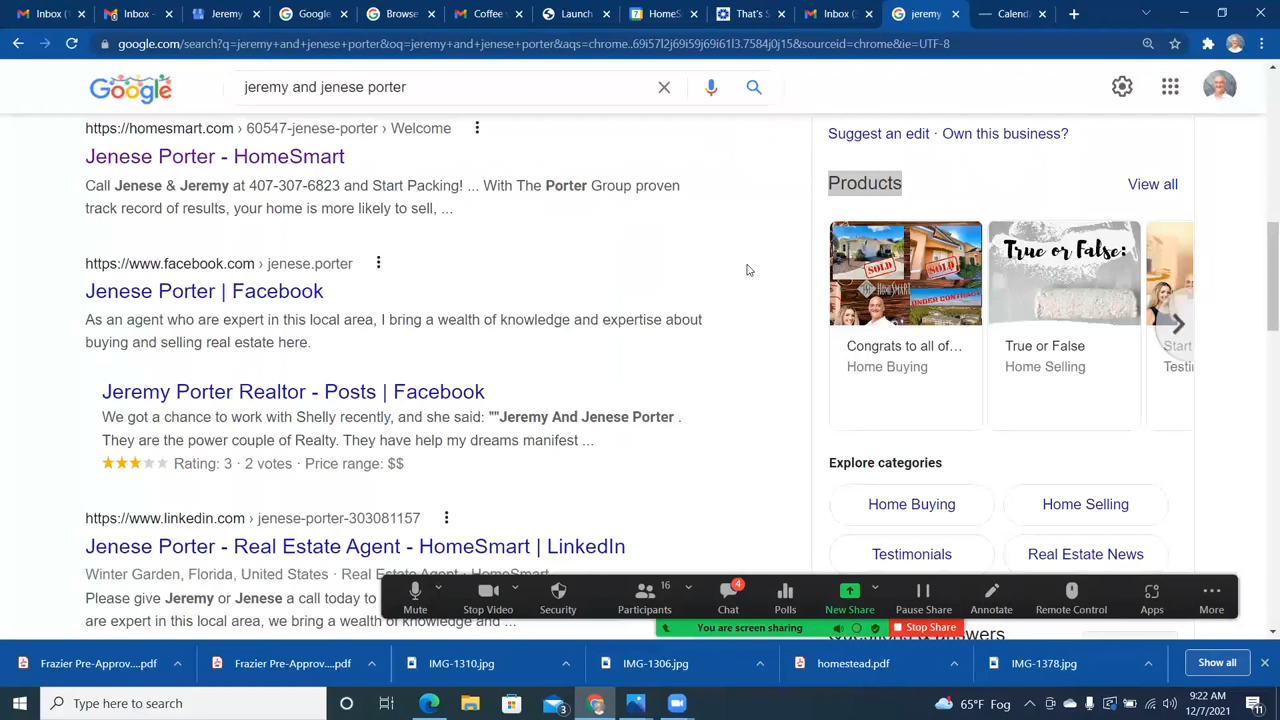 Inbox (
Inbox -
Jeremy
Google
Browse
Coffee v
Launch
HomeS
That's S
Inbox (
jeremy
Calenda
google.com/search?q=jeremy+and+jenese+porter&oq=jeremy+and+jenese+porter&aqs=chrome..69i57j2j69i59j69i61l3.7584j0j15&sourceid=chrome&ie=UTF-8
Google
jeremy and jenese porter
https://homesmart.com › 60547-jenese-porter › Welcome
Jenese Porter - HomeSmart
Call Jenese & Jeremy at 407-307-6823 and Start Packing! ... With The Porter Group proven
track record of results, your home is more likely to sell, ...
https://www.facebook.com › jenese.porter
Jenese Porter | Facebook
As an agent who are expert in this local area, I bring a wealth of knowledge and expertise about
buying and selling real estate here.
Jeremy Porter Realtor - Posts | Facebook
We got a chance to work with Shelly recently, and she said: ""Jeremy And Jenese Porter .
They are the power couple of Realty. They have help my dreams manifest ...
Rating: 3 · 2 votes · Price range: $$
https://www.linkedin.com › jenese-porter-303081157
Jenese Porter - Real Estate Agent - HomeSmart | LinkedIn
Winter Garden, Florida, United States · Real Estate Agent · HomeSmart
Please give Jeremy or Jenese a call today to
are expert in this local area, we bring a wealth of knowledge and ...
Suggest an edit · Own this business?
Products
View all
SOLD
SOLD
HOMESMART
UNDER CONTRACT
True or False:
Congrats to all of...
Home Buying
True or False
Home Selling
Start
Testi
Explore categories
Home Buying
Home Selling
Testimonials
Real Estate News
Questions & answers
16
4
Mute
Stop Video
Security
Participants
Chat
Polls
New Share
Pause Share
Annotate
Remote Control
Apps
More
You are screen sharing
Stop Share
Frazier Pre-Approv....pdf
Frazier Pre-Approv....pdf
IMG-1310.jpg
IMG-1306.jpg
homestead.pdf
IMG-1378.jpg
Show all
Type here to search
3
65°F Fog
9:22 AM
12/7/2021
11